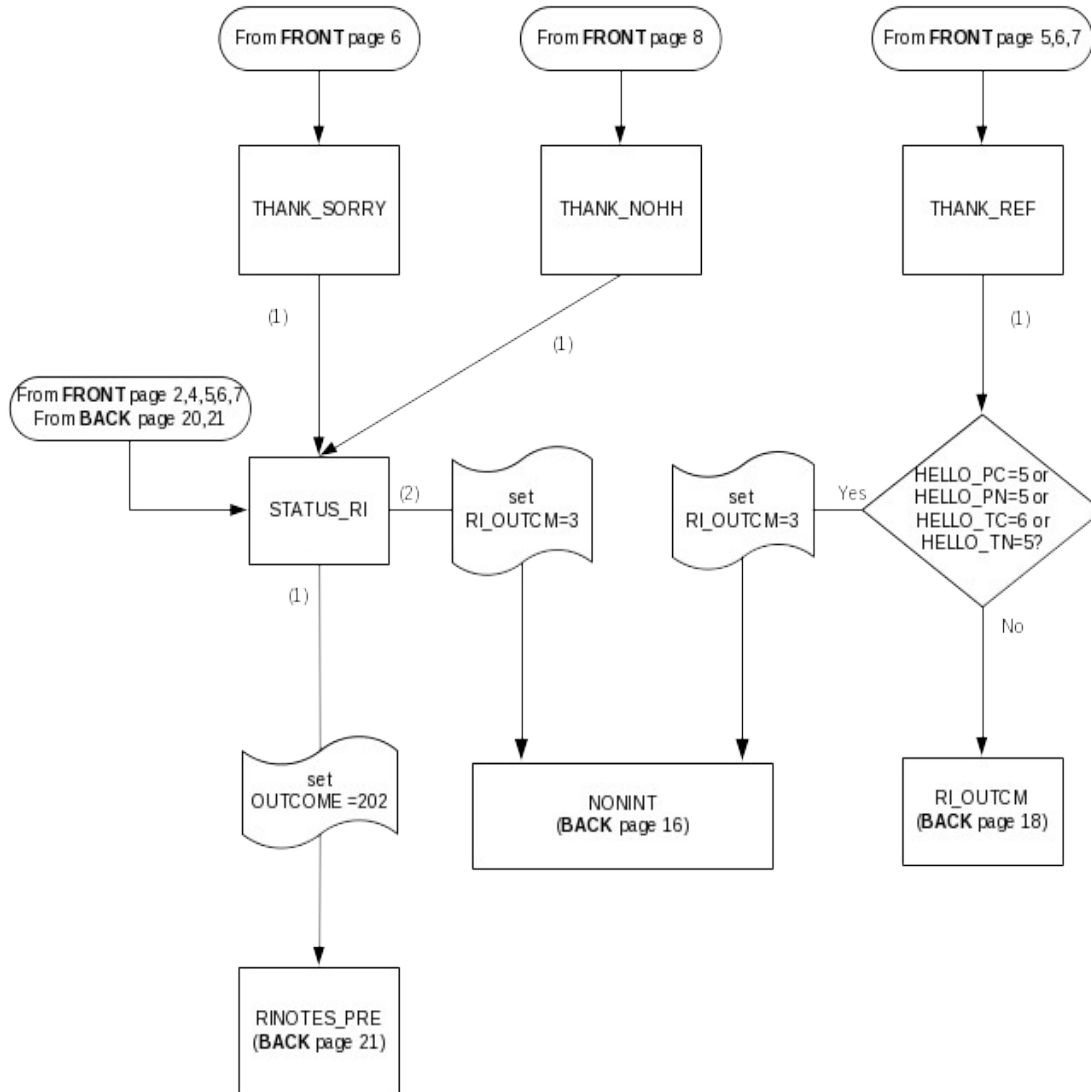 From FRONT page 6
From FRONT page 8
From FRONT page 5,6,7
THANK_SORRY
THANK_NOHH
THANK_REF
(1)
(1)
(1)
From FRONT page 2,4,5,6,7
From BACK page 20,21
STATUS_RI
(2)
set
RI_OUTCM=3
set
RI_OUTCM=3
Yes
HELLO_PC=5 or
HELLO_PN=5 or
HELLO_TC=6 or
HELLO_TN=5?
(1)
No
set
OUTCOME =202
NONINT
(BACK page 16)
RI_OUTCM
(BACK page 18)
RINOTES_PRE
(BACK page 21)